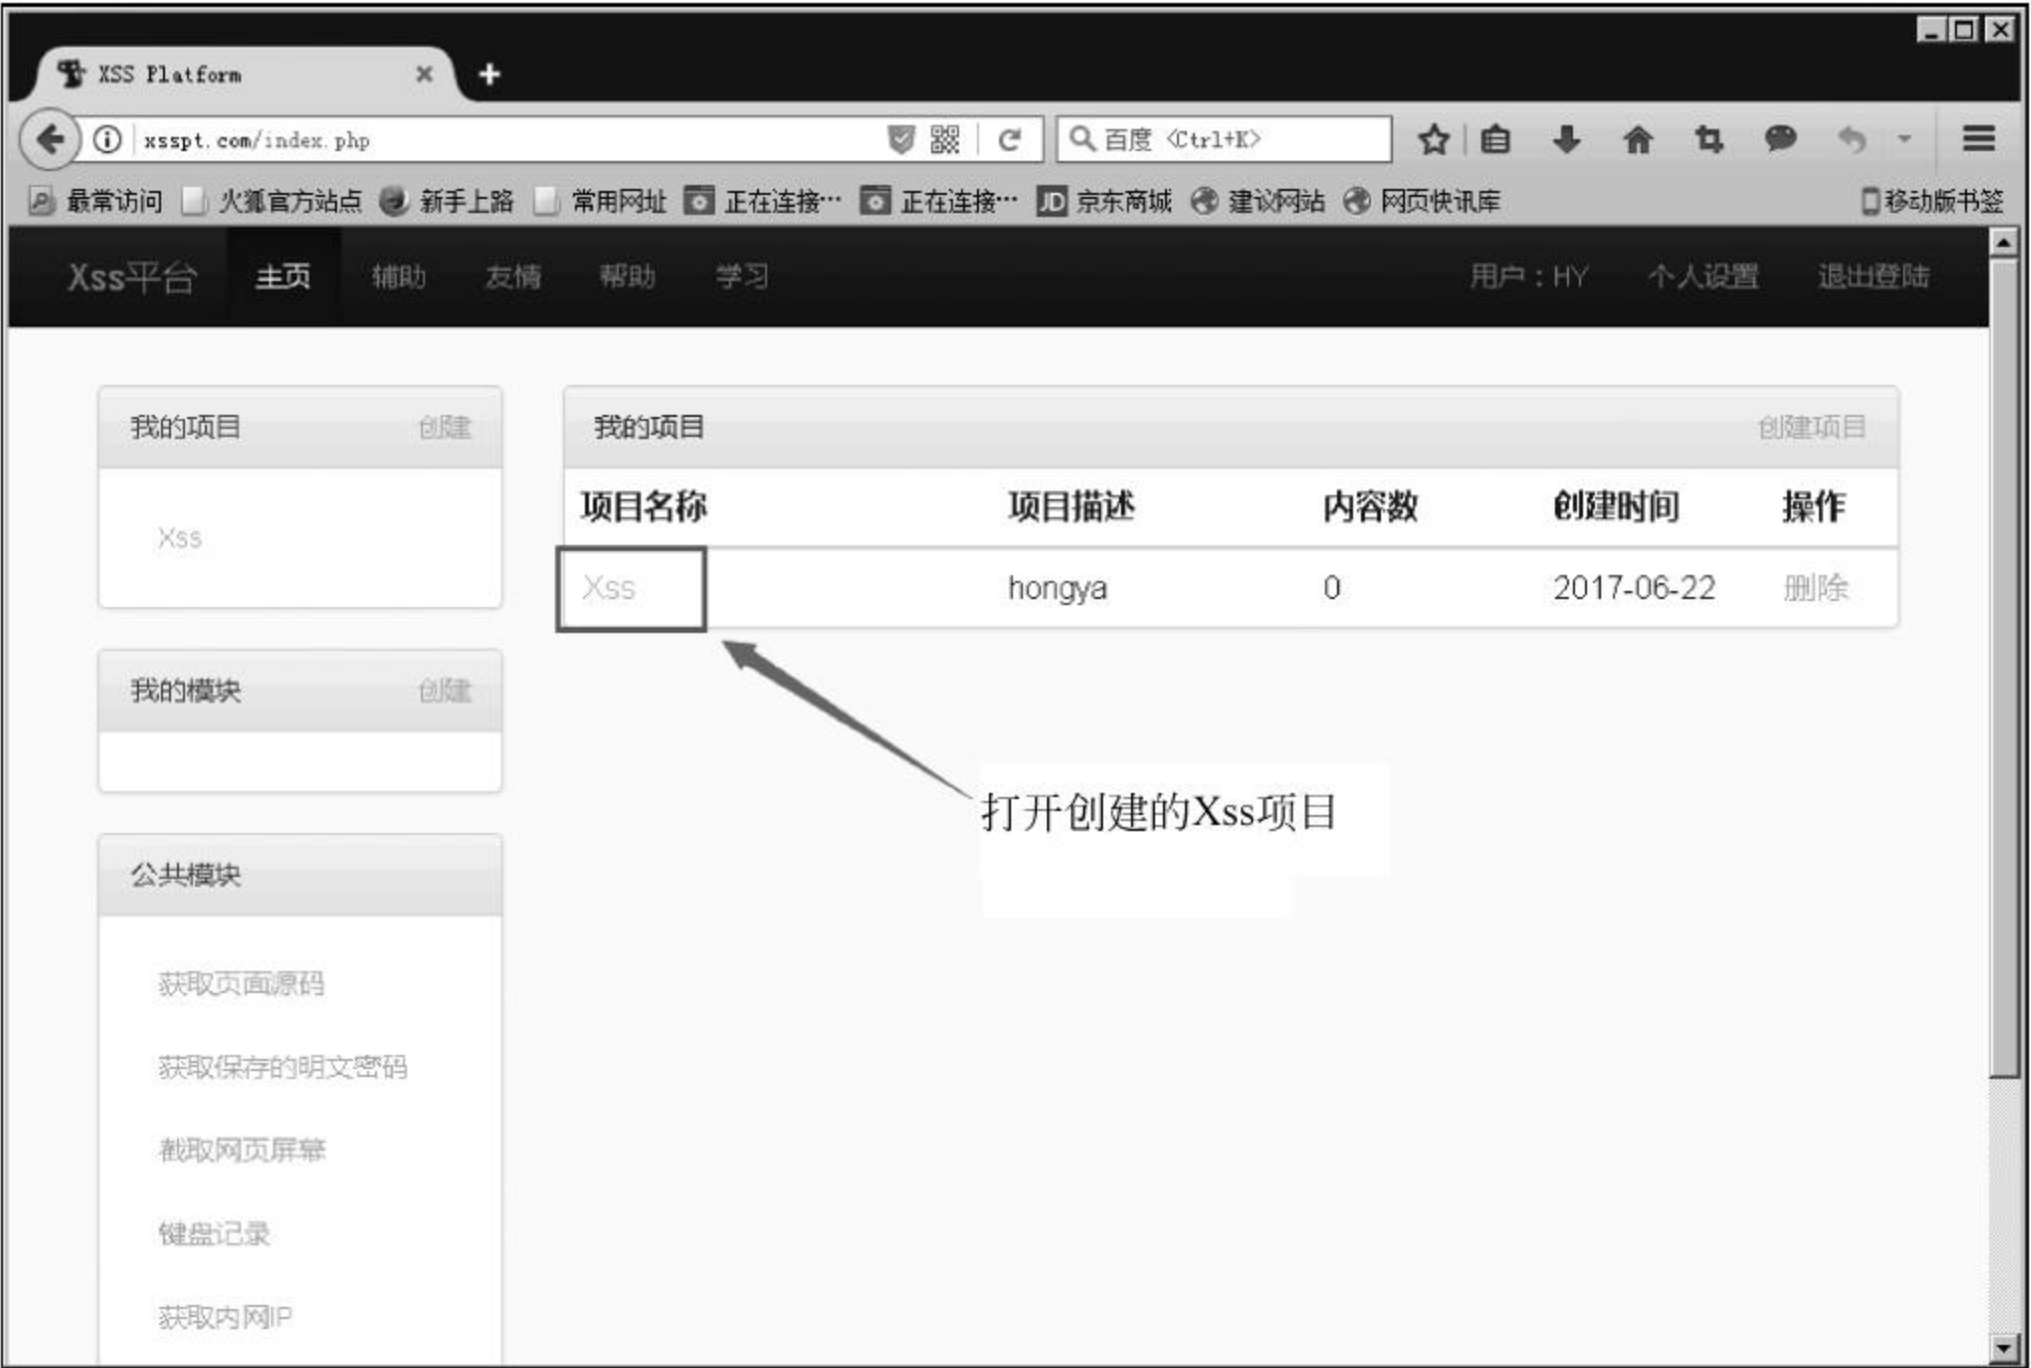 XSS Platform
xsspt.com/index.php
百度 <Ctrl+K>
最常访问 火狐官方站点 新手上路 常用网址 正在连接… 正在连接… JD 京东商城 建议网站 网页快讯库 移动版书签
Xss平台 主页 辅助 友情 帮助 学习 用户：HY 个人设置 退出登陆
我的项目 创建
Xss
我的模块 创建
公共模块
获取页面源码
获取保存的明文密码
截取网页屏幕
键盘记录
获取内网IP
我的项目 创建项目
项目名称 项目描述 内容数 创建时间 操作
Xss hongya 0 2017-06-22 删除
打开创建的Xss项目